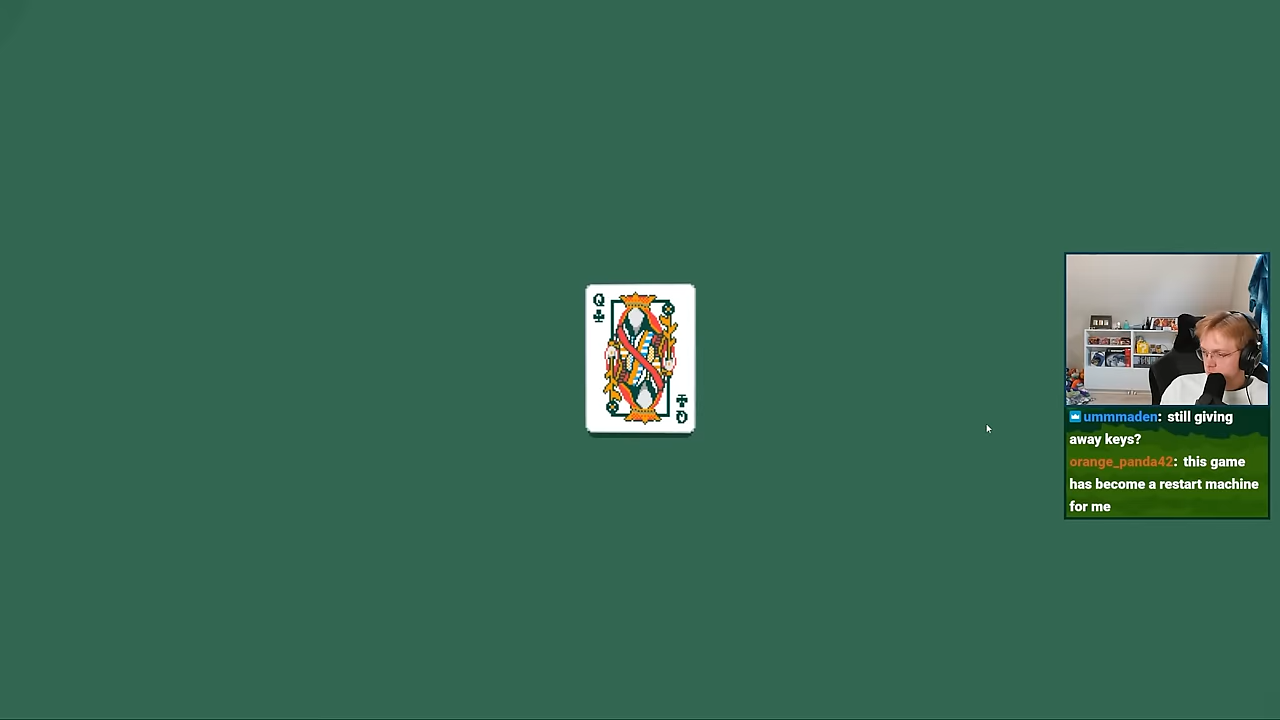 Q
Q
ummmaden: still giving
away keys?
orange_panda42: this game
has become a restart machine
for me